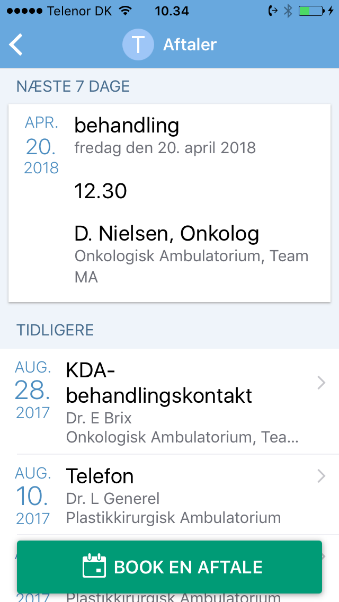 Telenor DK 10.34
T Aftaler
NÆSTE 7 DAGE
APR.
20.
2018
behandling
fredag den 20. april 2018
12.30
D. Nielsen, Onkolog
Onkologisk Ambulatorium, Team
MA
TIDLIGERE
AUG.
28.
2017
KDA-
behandlingskontakt
Dr. E Brix
Onkologisk Ambulatorium, Tea...
AUG.
10.
2017
Telefon
Dr. L Generel
Plastikkirurgisk Ambulatorium
BOOK EN AFTALE
2017
Plastikkirurgisk Ambulatorium